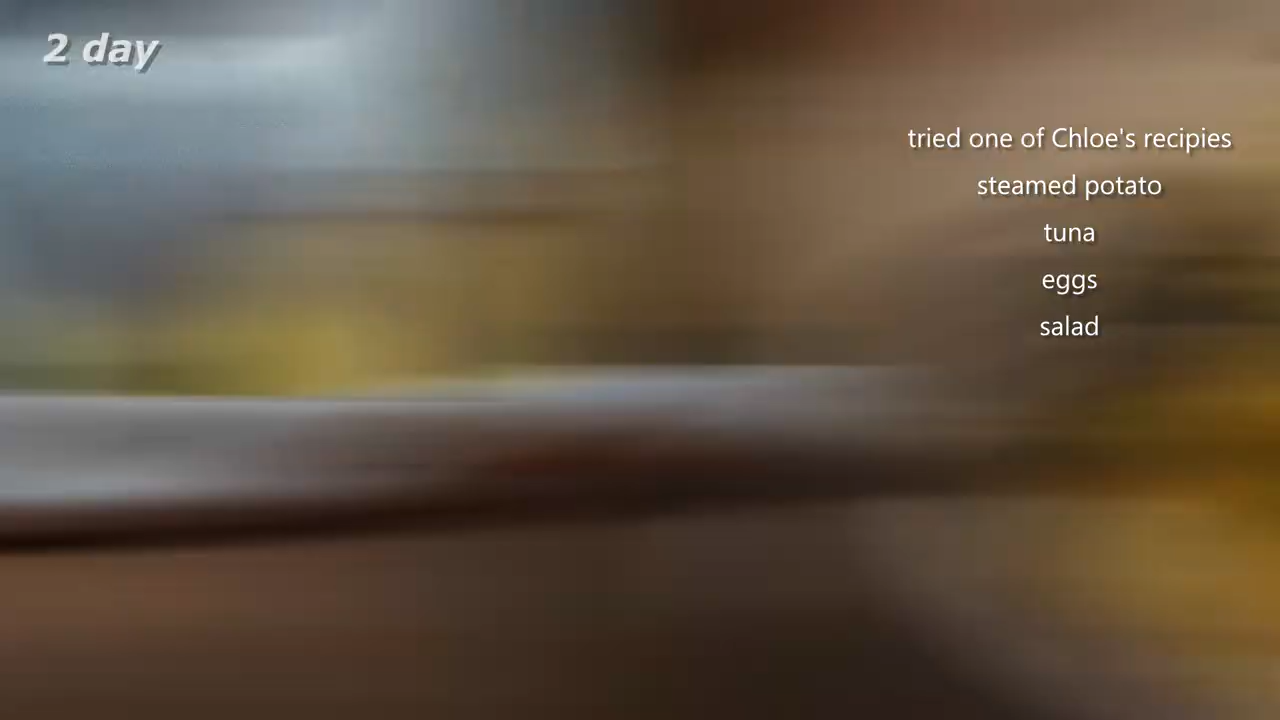 2 day
tried one of Chloe's recipies
steamed potato
tuna
eggs
salad